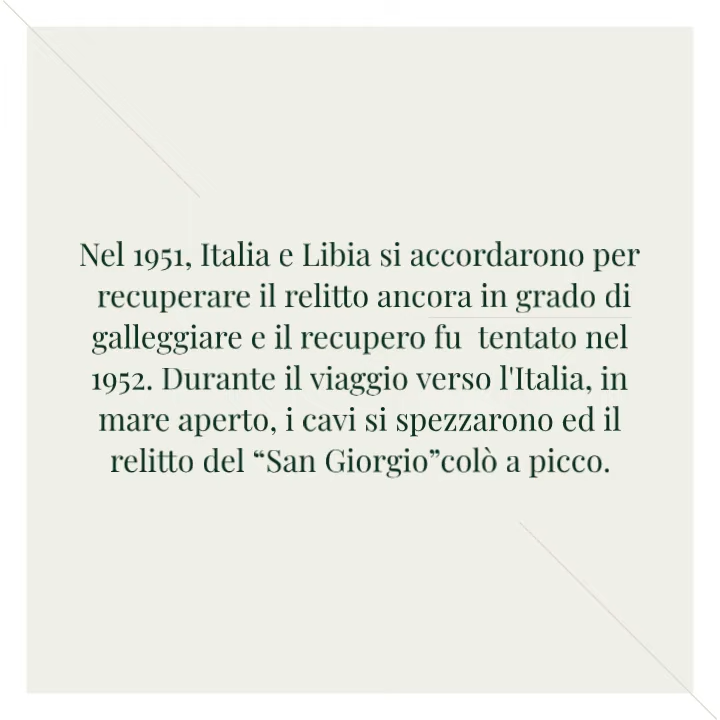 Nel 1951, Italia e Libia si accordarono per
recuperare il relitto ancora in grado di
galleggiare e il recupero fu  tentato nel
1952. Durante il viaggio verso l'Italia, in
mare aperto, i cavi si spezzarono ed il
relitto del “San Giorgio”colò a picco.